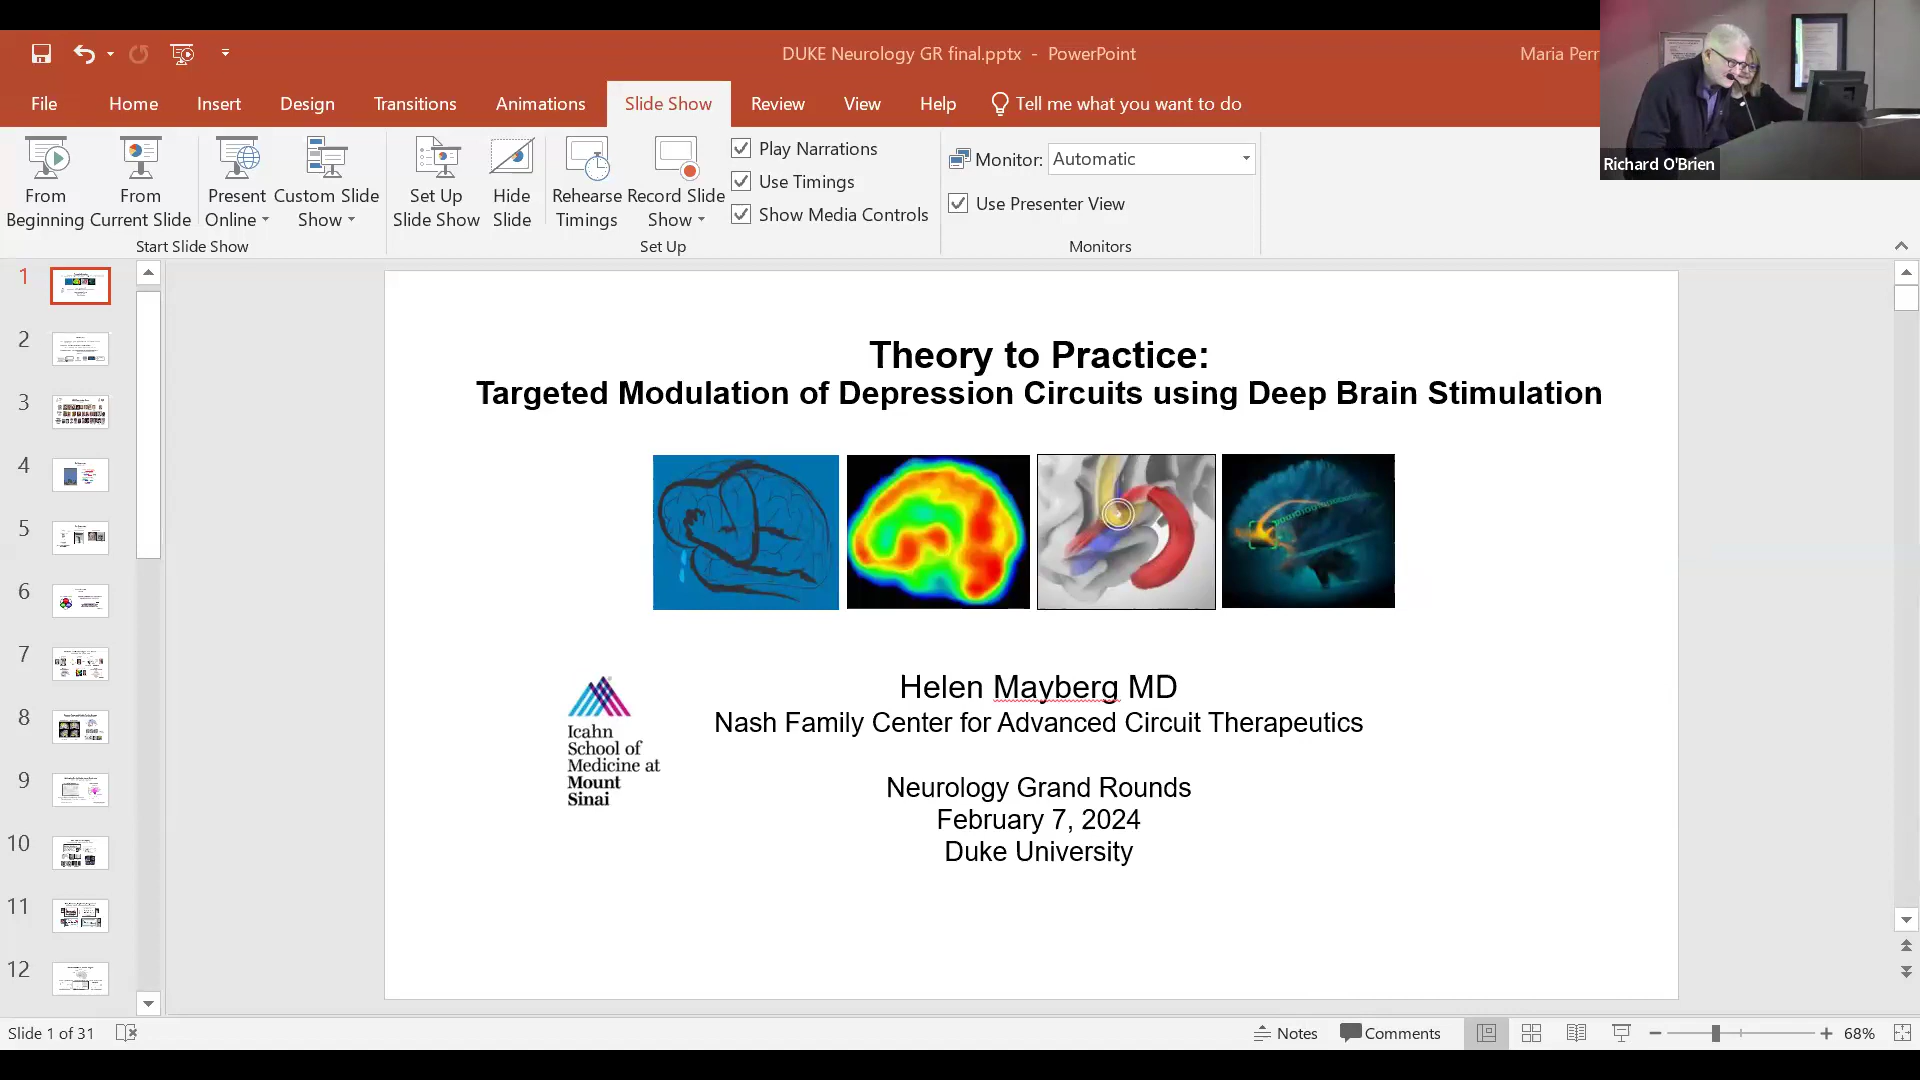 DUKE Neurology GR final.pptx - PowerPoint
Maria Perr
File Home Insert Design Transitions Animations Slide Show Review View Help Tell me what you want to do
From Beginning
From Current Slide
Present Online
Custom Slide Show
Start Slide Show
Set Up Slide Show
Hide Slide
Rehearse Timings
Record Slide Show
Play Narrations
Use Timings
Show Media Controls
Set Up
Monitor: Automatic
Use Presenter View
Monitors
Richard O'Brien
1
2
3
4
5
6
7
8
9
10
11
12
Theory to Practice:
Targeted Modulation of Depression Circuits using Deep Brain Stimulation
Icahn
School of
Medicine at
Mount
Sinai
Helen Mayberg MD
Nash Family Center for Advanced Circuit Therapeutics
Neurology Grand Rounds
February 7, 2024
Duke University
Slide 1 of 31
Notes
Comments
68%